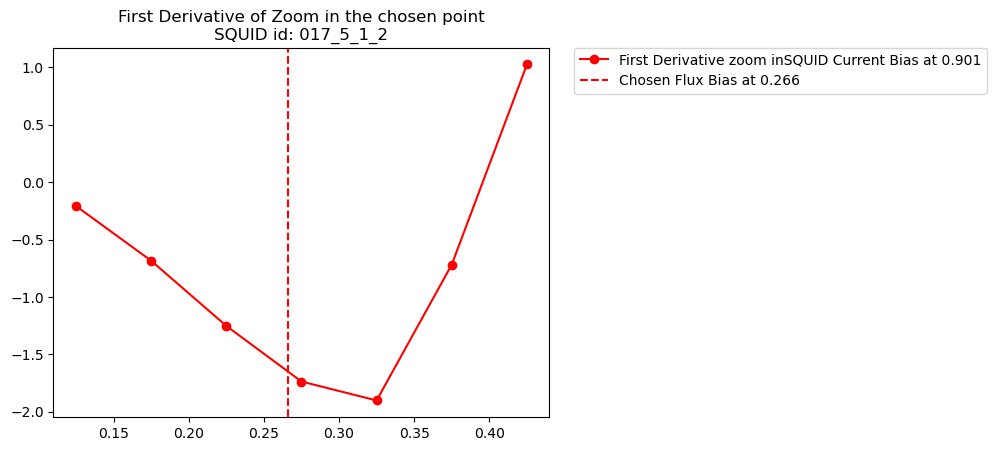 First Derivative of Zoom in the chosen point
SQUID id: 017_5_1_2
First Derivative zoom inSQUID Current Bias at 0.901
Chosen Flux Bias at 0.266
1.0
0.5
0.0
−0.5
−1.0
−1.5
−2.0
0.15 0.20 0.25 0.30 0.35 0.40